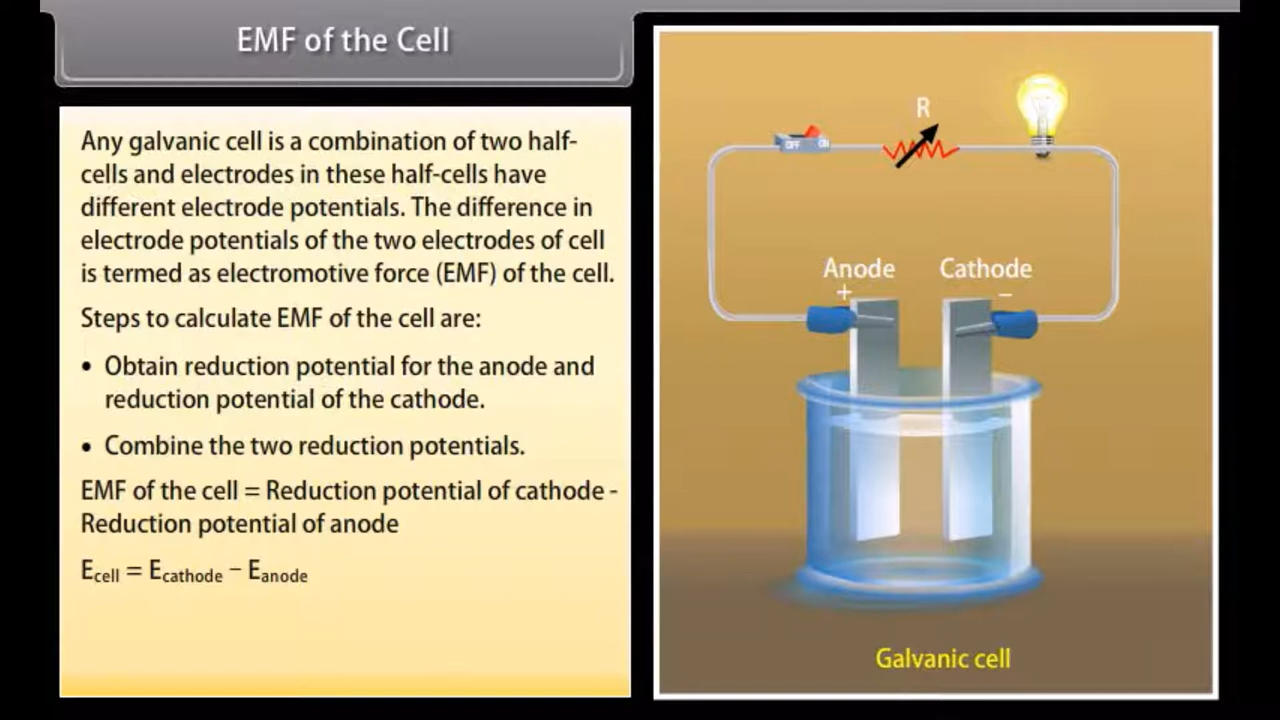 EMF of the Cell
Any galvanic cell is a combination of two half-
cells and electrodes in these half-cells have
different electrode potentials. The difference in
electrode potentials of the two electrodes of cell
is termed as electromotive force (EMF) of the cell.
Steps to calculate EMF of the cell are:
• Obtain reduction potential for the anode and
reduction potential of the cathode.
• Combine the two reduction potentials.
EMF of the cell = Reduction potential of cathode -
Reduction potential of anode
Ecell = Ecathode − Eanode
R
OFF ON
Anode Cathode
+ −
Galvanic cell